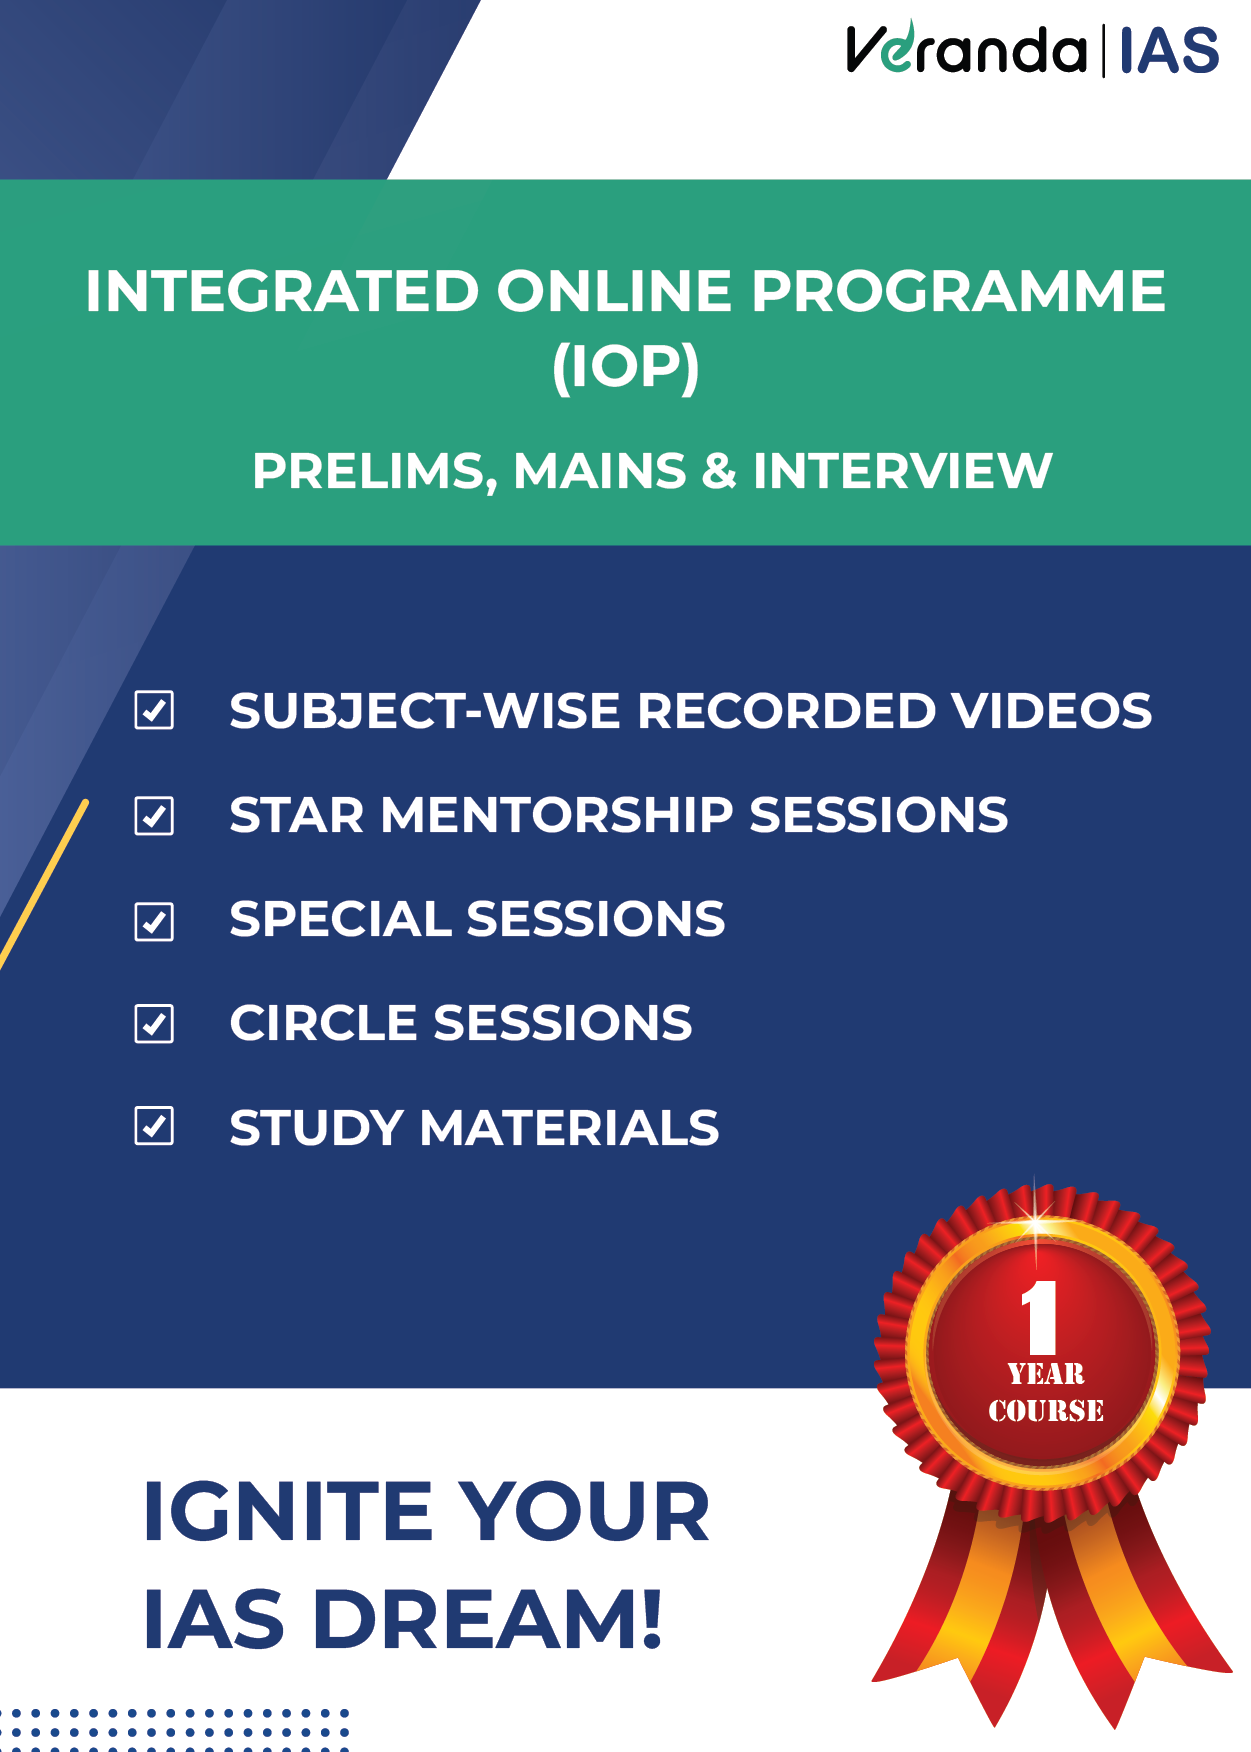 Veranda | IAS
INTEGRATED ONLINE PROGRAMME
(IOP)
PRELIMS, MAINS & INTERVIEW
SUBJECT-WISE RECORDED VIDEOS
STAR MENTORSHIP SESSIONS
SPECIAL SESSIONS
CIRCLE SESSIONS
STUDY MATERIALS
1
YEAR
COURSE
IGNITE YOUR
IAS DREAM!